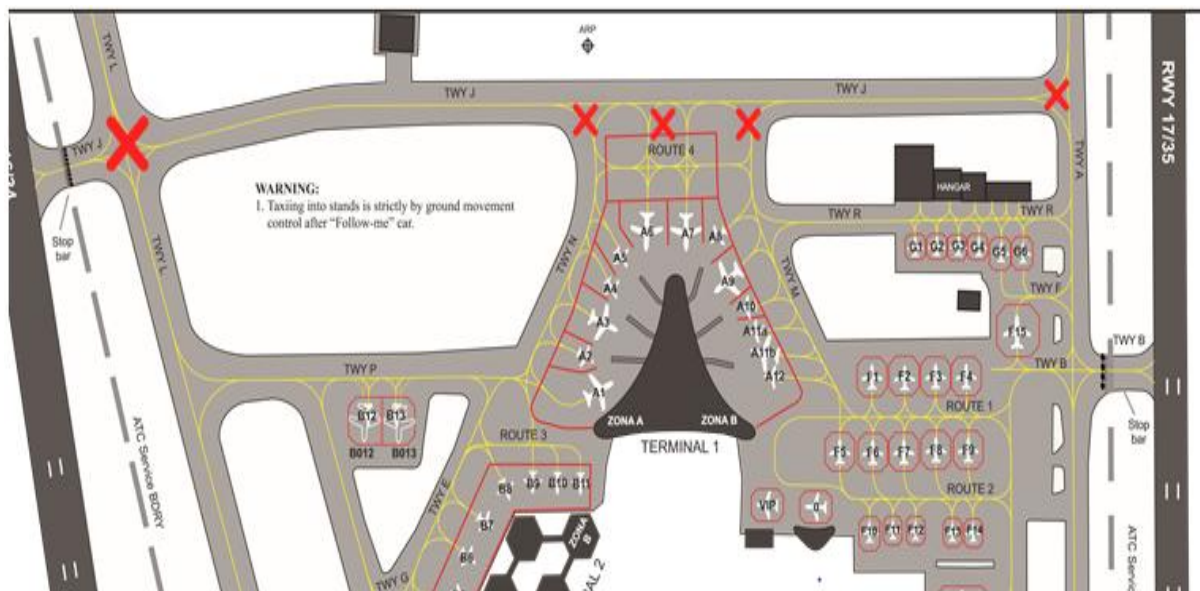 ARP
TWY L
TWY J
TWY J
RWY 17/35
TWY J
ROUTE 4
TWY A
HANGAR
WARNING:
1. Taxiing into stands is strictly by ground movement
control after "Follow-me" car.
TWY R
TWY R
Stop
bar
A6
A7
A8
G1
G2
G3
G4
G5
G6
TWY L
TWY N
A5
A9
TWY M
A4
TWY F
A10
A3
A11a
F15
A2
A11b
TWY B
TWY P
A12
TWY B
A1
F1
F2
F3
F4
B12
B13
ROUTE 1
ZONA A
ZONA B
Stop
bar
ROUTE 3
TERMINAL 1
B012
B013
F5
F6
F7
F8
F9
ATC Service BDRY
B8
B9
B10
B11
ROUTE 2
TWY E
VIP
0
B7
ZONA
B
F10
F11
F12
F13
F14
B6
TWY G
2
ATC